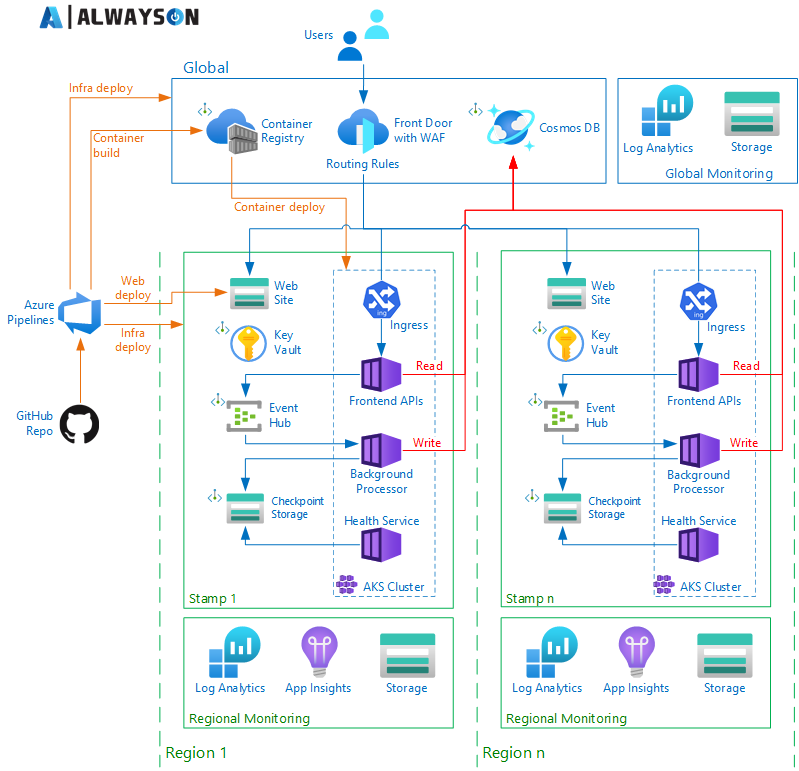 ALWAYSON
Users
Global
Infra deploy
Container
build
Container
Registry
Front Door
with WAF
Routing Rules
Cosmos DB
Log Analytics
Storage
Global Monitoring
Container deploy
Azure
Pipelines
Web
deploy
Infra
deploy
GitHub
Repo
Web
Site
ing
Ingress
Key
Vault
Read
Frontend APIs
Event
Hub
Write
Background
Processor
Checkpoint
Storage
Health Service
AKS Cluster
Stamp 1
Log Analytics
App Insights
Storage
Regional Monitoring
Region 1
Web
Site
ing
Ingress
Key
Vault
Read
Frontend APIs
Event
Hub
Write
Background
Processor
Checkpoint
Storage
Health Service
AKS Cluster
Stamp n
Log Analytics
App Insights
Storage
Regional Monitoring
Region n